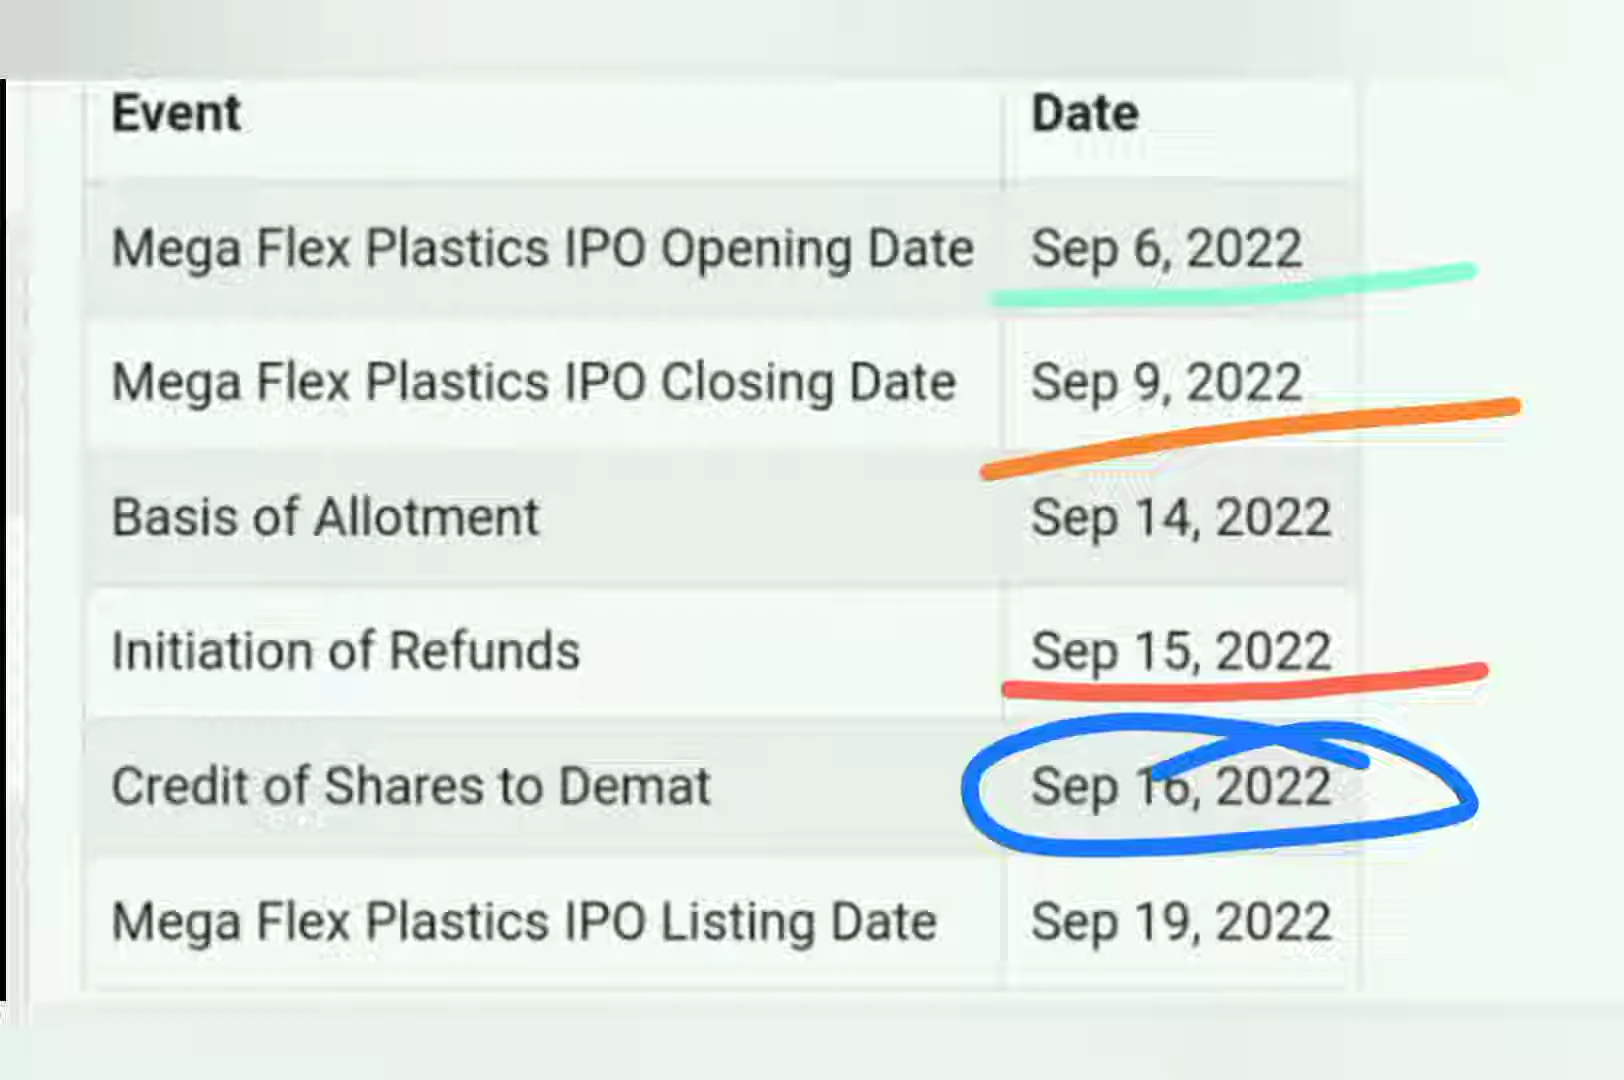 Event Date
Mega Flex Plastics IPO Opening Date Sep 6, 2022
Mega Flex Plastics IPO Closing Date Sep 9, 2022
Basis of Allotment Sep 14, 2022
Initiation of Refunds Sep 15, 2022
Credit of Shares to Demat Sep 16, 2022
Mega Flex Plastics IPO Listing Date Sep 19, 2022